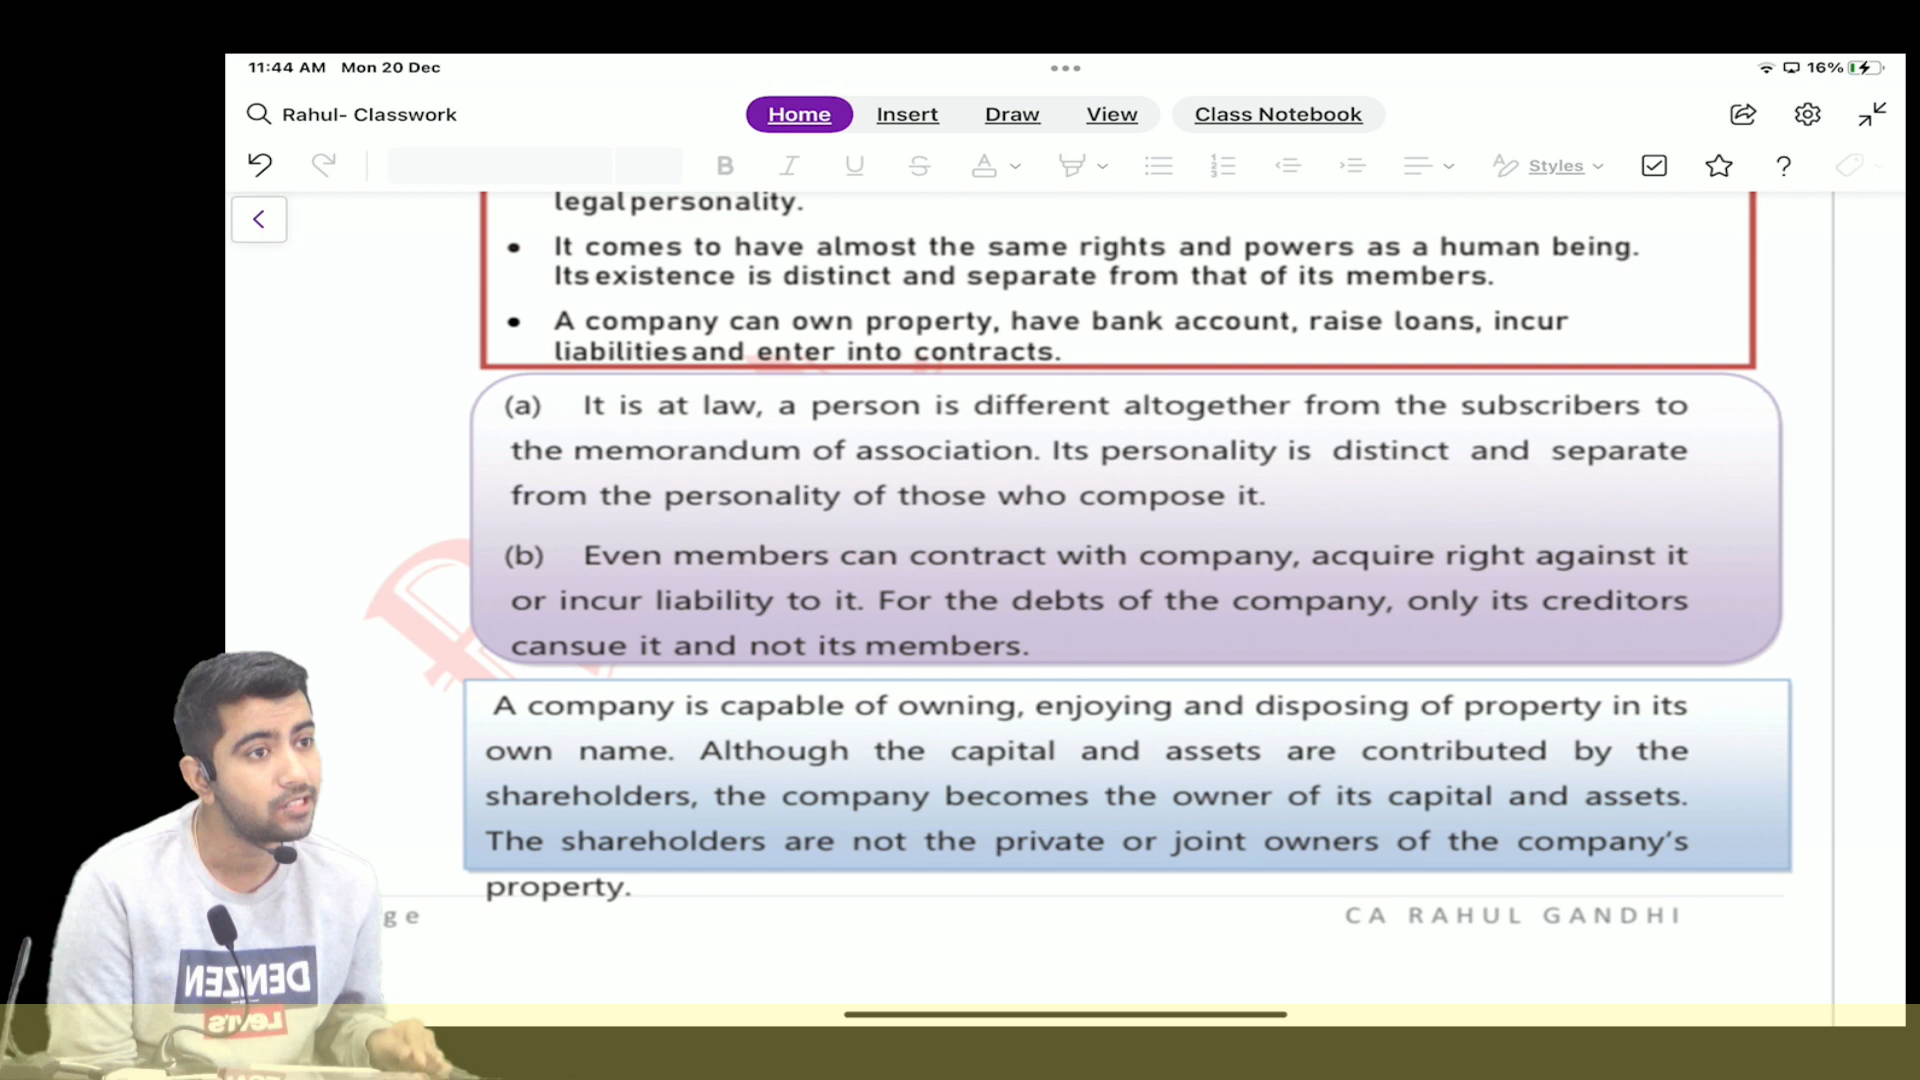 11:44 AM Mon 20 Dec
16%
Rahul- Classwork
Home Insert Draw View Class Notebook
B I U S A Styles ?
legal personality.
• It comes to have almost the same rights and powers as a human being.
Its existence is distinct and separate from that of its members.
• A company can own property, have bank account, raise loans, incur
liabilities and enter into contracts.
(a) It is at law, a person is different altogether from the subscribers to
the memorandum of association. Its personality is distinct and separate
from the personality of those who compose it.
(b) Even members can contract with company, acquire right against it
or incur liability to it. For the debts of the company, only its creditors
cansue it and not its members.
A company is capable of owning, enjoying and disposing of property in its
own name. Although the capital and assets are contributed by the
shareholders, the company becomes the owner of its capital and assets.
The shareholders are not the private or joint owners of the company's
property.
ge
CA RAHUL GANDHI
DENIZEN
Levi's